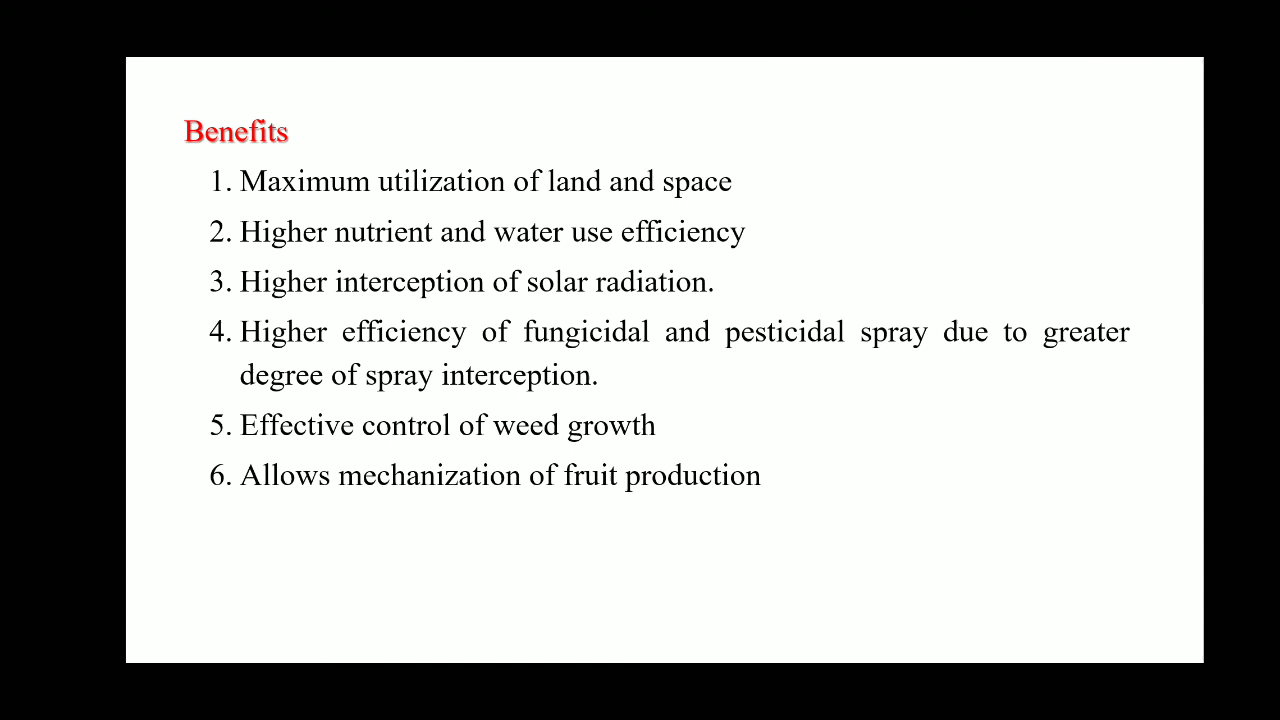 Benefits
1. Maximum utilization of land and space
2. Higher nutrient and water use efficiency
3. Higher interception of solar radiation.
4. Higher efficiency of fungicidal and pesticidal spray due to greater
degree of spray interception.
5. Effective control of weed growth
6. Allows mechanization of fruit production